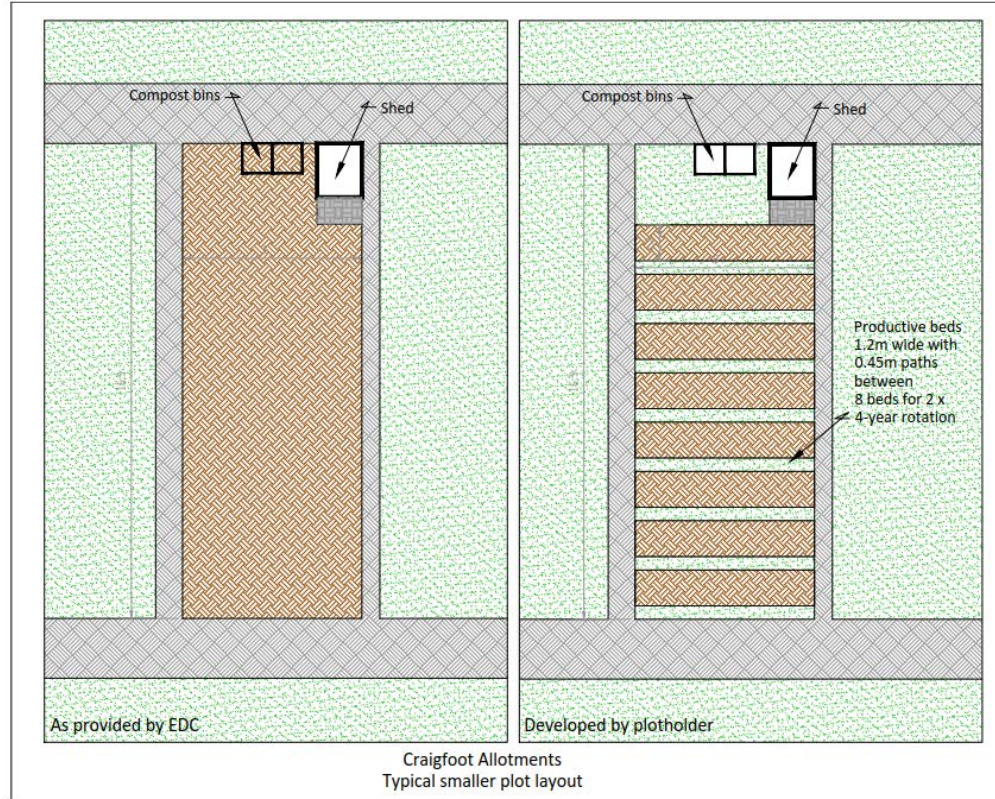 Compost bins
Shed
As provided by EDC
Compost bins
Shed
Productive beds
1.2m wide with
0.45m paths
between
8 beds for 2 x
4-year rotation
Developed by plotholder
Craigfoot Allotments
Typical smaller plot layout